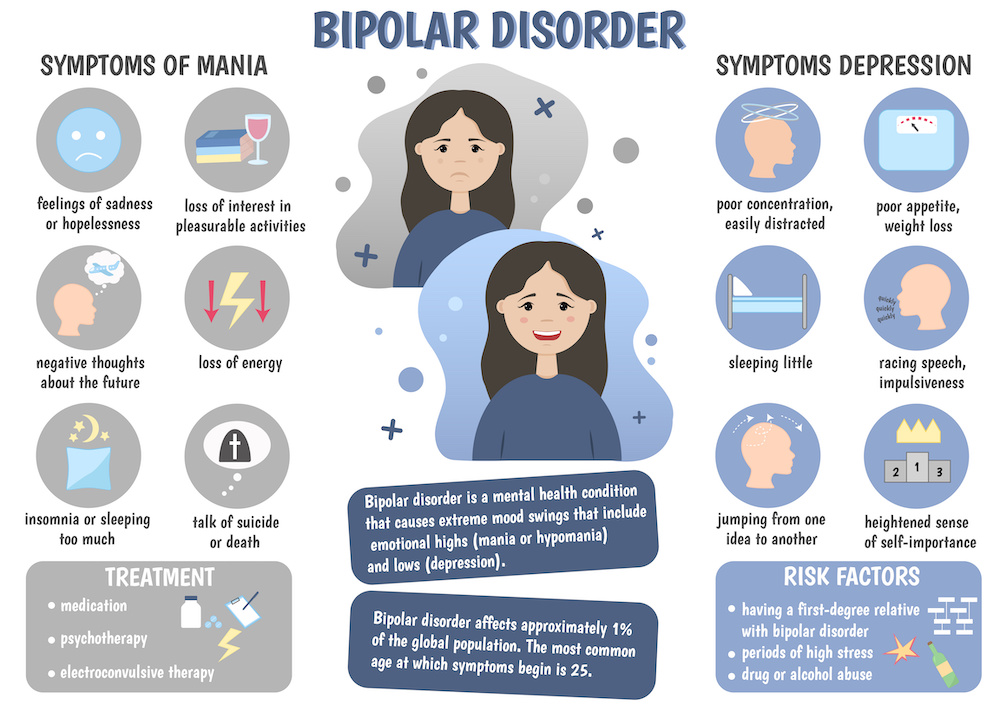 BIPOLAR DISORDER
SYMPTOMS OF MANIA
feelings of sadness
or hopelessness
loss of interest in
pleasurable activities
negative thoughts
about the future
loss of energy
insomnia or sleeping
too much
talk of suicide
or death
TREATMENT
• medication
• psychotherapy
• electroconvulsive therapy
Bipolar disorder is a mental health condition
that causes extreme mood swings that include
emotional highs (mania or hypomania)
and lows (depression).
Bipolar disorder affects approximately 1%
of the global population. The most common
age at which symptoms begin is 25.
SYMPTOMS DEPRESSION
poor concentration,
easily distracted
poor appetite,
weight loss
sleeping little
quickly
quickly
quickly
racing speech,
impulsiveness
jumping from one
idea to another
2 1 3
heightened sense
of self-importance
RISK FACTORS
• having a first-degree relative
with bipolar disorder
• periods of high stress
• drug or alcohol abuse